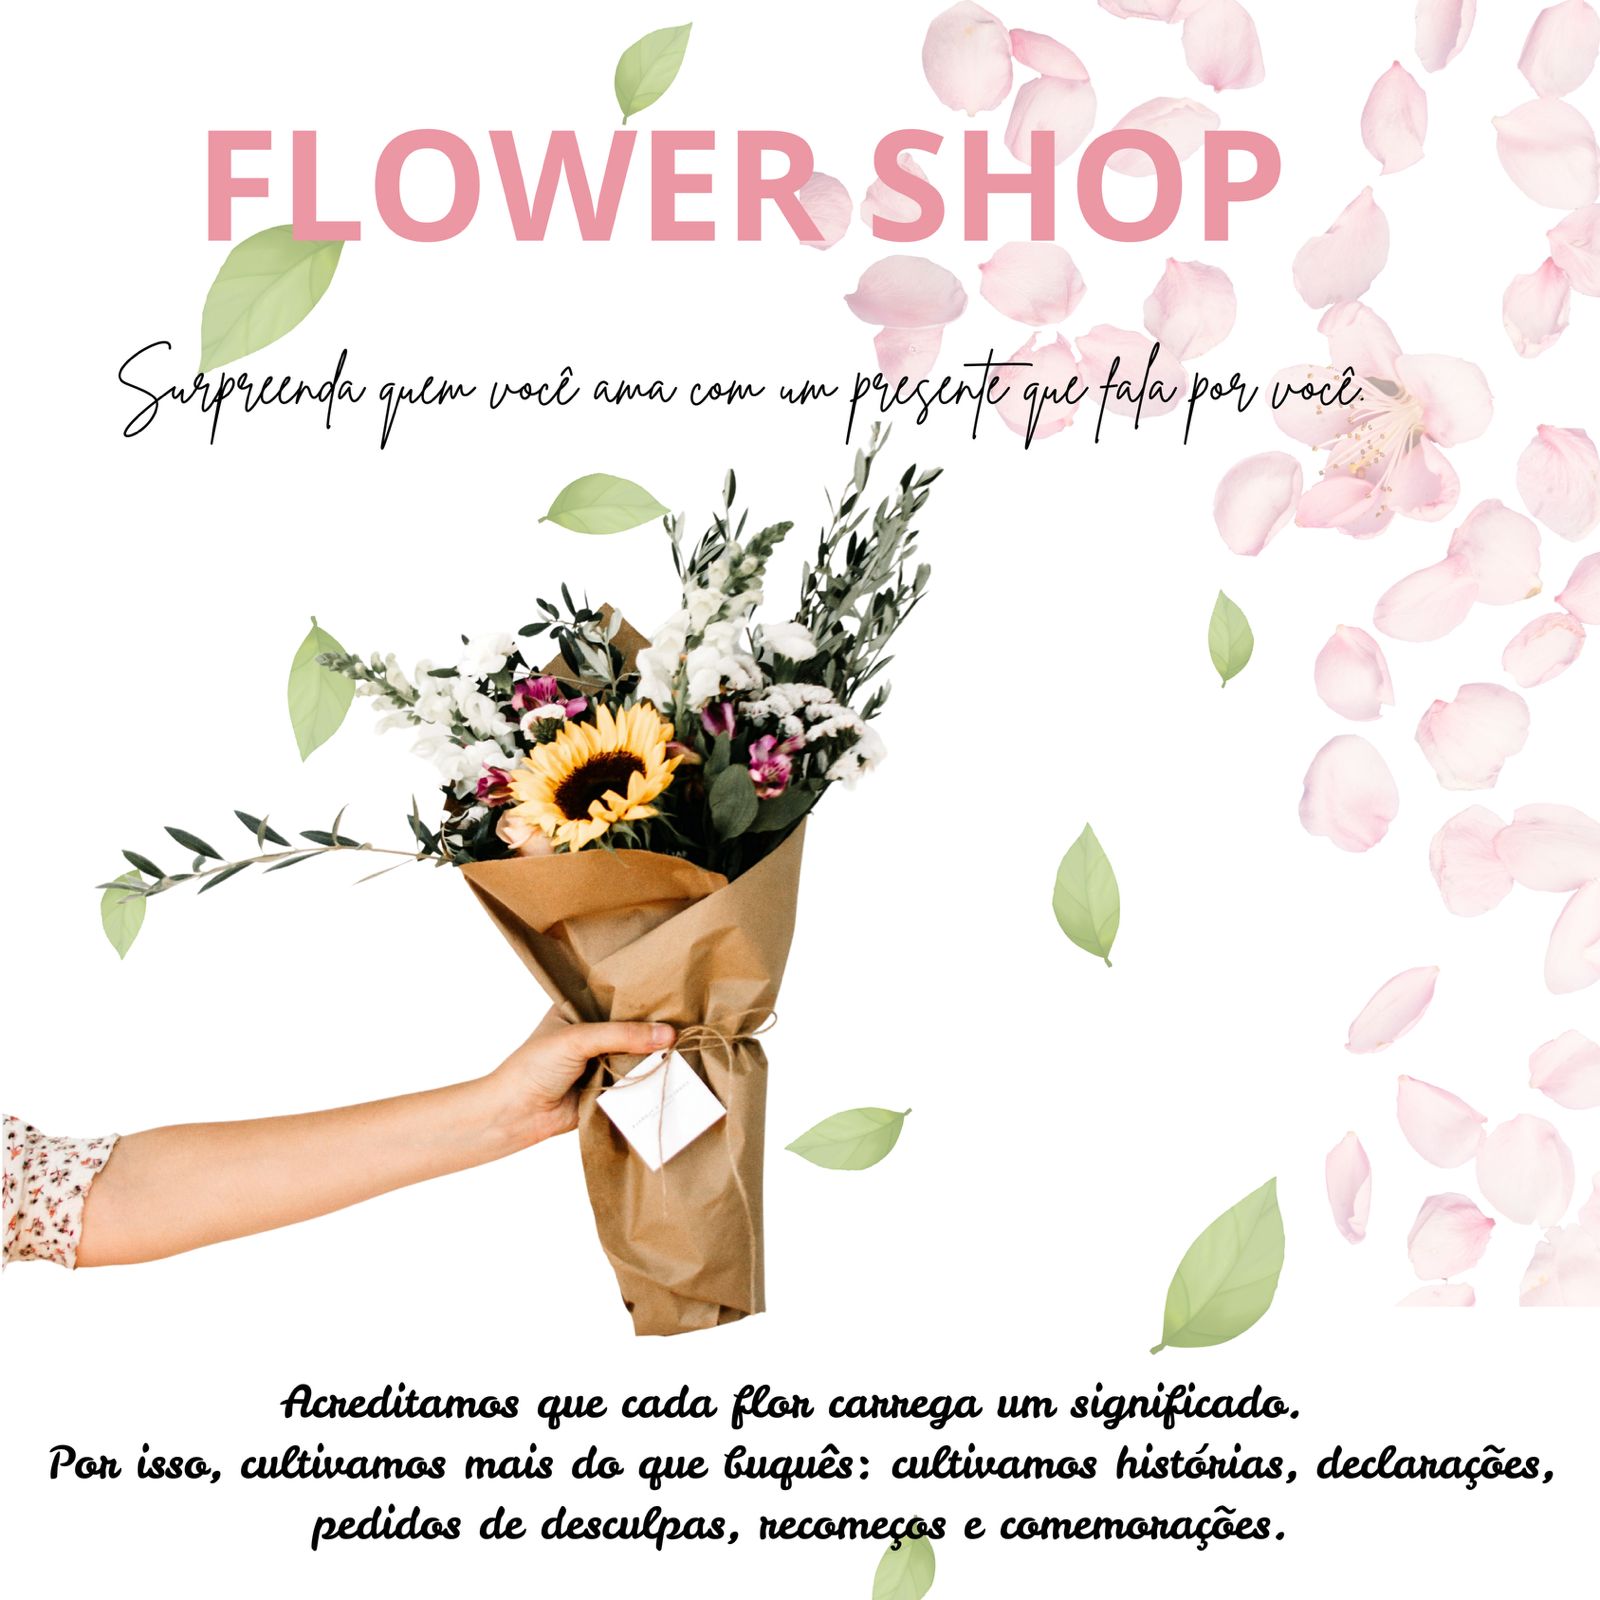 FLOWER SHOP
Surpreenda quem você ama com um presente que fala por você.
Acreditamos que cada flor carrega um significado.
Por isso, cultivamos mais do que buquês: cultivamos histórias, declarações,
pedidos de desculpas, recomeços e comemorações.